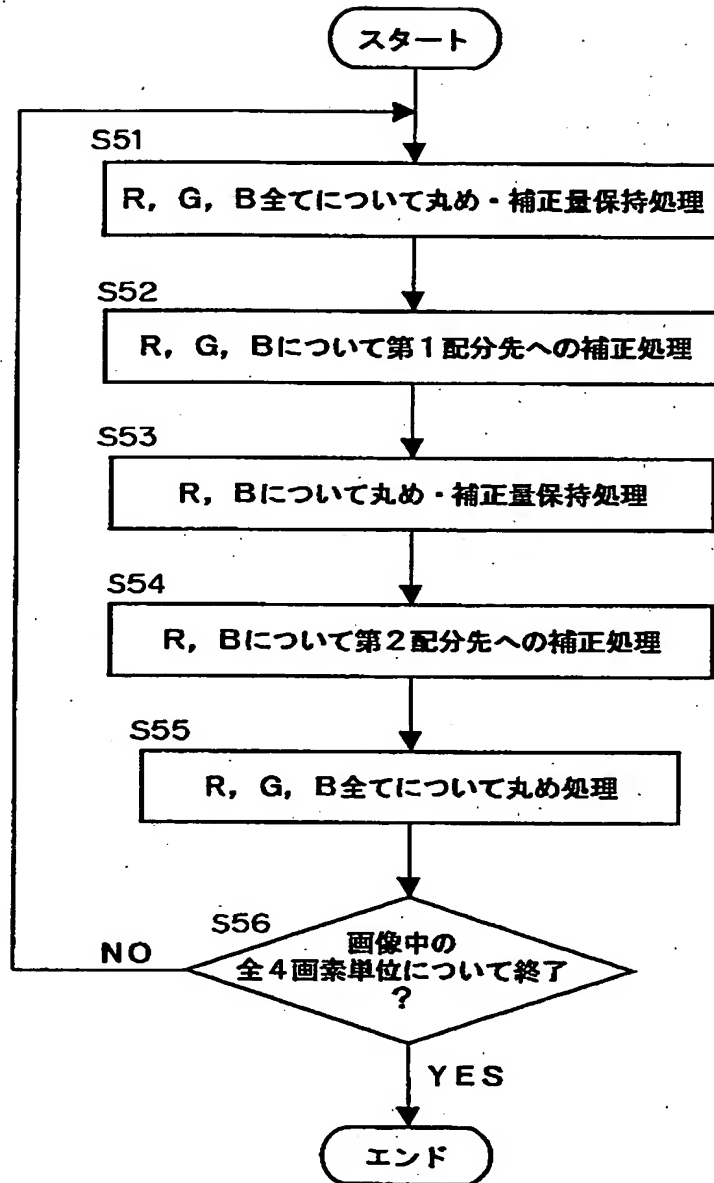 スタート
S51
R, G, B全てについて丸め・補正量保持処理
S52
R, G, Bについて第1配分先への補正処理
S53
R, Bについて丸め・補正量保持処理
S54
R, Bについて第2配分先への補正処理
S55
R, G, B全てについて丸め処理
S56
画像中の
全4画素単位について終了
?
NO
YES
エンド